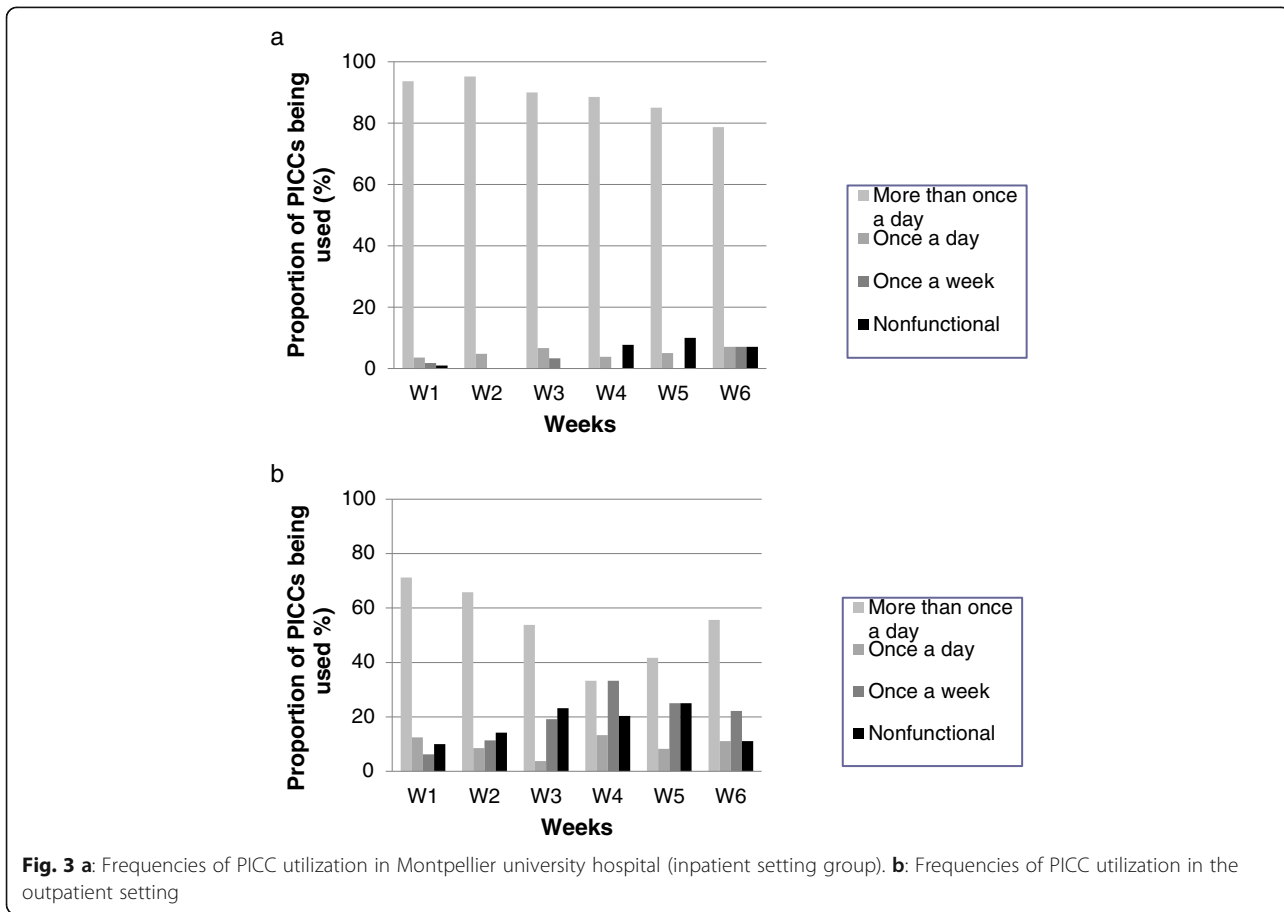 a
100
80
60
40
20
0
Proportion of PICCs being
used (%)
W1 W2 W3 W4 W5 W6
Weeks
More than once
a day
Once a day
Once a week
Nonfunctional
b
100
80
60
40
20
0
Proportion of PICCs being
used %)
W1 W2 W3 W4 W5 W6
Weeks
More than once
a day
Once a day
Once a week
Nonfunctional
Fig. 3 a: Frequencies of PICC utilization in Montpellier university hospital (inpatient setting group). b: Frequencies of PICC utilization in the
outpatient setting